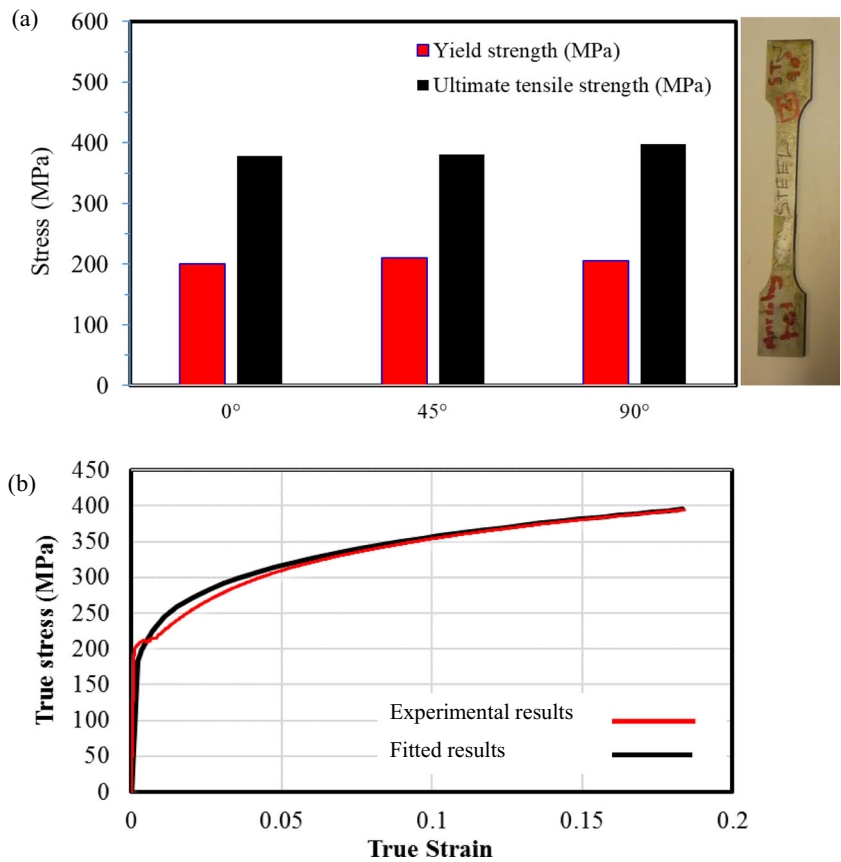 (a)
600
500
400
300
200
100
0
Stress (MPa)
Yield strength (MPa)
Ultimate tensile strength (MPa)
0°
45°
90°
STEEL
(b)
450
400
350
300
250
200
150
100
50
0
True stress (MPa)
Experimental results
Fitted results
0
0.05
0.1
0.15
0.2
True Strain